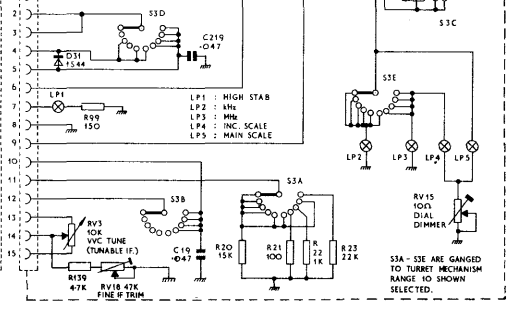 S3C
2
S3D
3
C219
·047
4
D31
1S44
5
S3E
6
LP1
LP1 : HIGH STAB
LP2 : kHz
LP3 : MHz
LP4 : INC. SCALE
LP5 : MAIN SCALE
7
R99
150
8
9
LP2
LP3
LP4
LP5
10
11
S3A
12
S3B
RV15
10Ω
DIAL
DIMMER
13
RV3
10K
VVC TUNE
(TUNABLE IF.)
14
C19
·047
R20
15K
R21
100
R
22
1K
R23
22K
15
S3A - S3E ARE GANGED
TO TURRET MECHANISM
RANGE 10 SHOWN
SELECTED.
R139
4·7K
RV18 47K
FINE IF TRIM